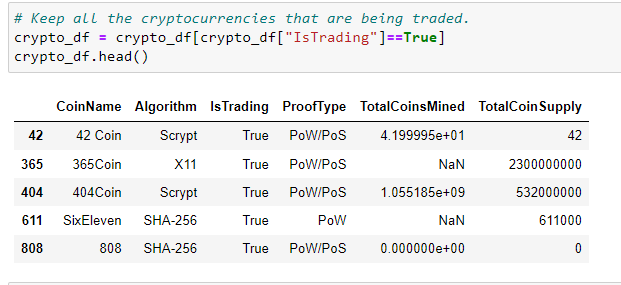 # Keep all the cryptocurrencies that are being traded.
crypto_df = crypto_df[crypto_df["IsTrading"]==True]
crypto_df.head()
CoinName Algorithm IsTrading ProofType TotalCoinsMined TotalCoinSupply
42 42 Coin Scrypt True PoW/PoS 4.199995e+01 42
365 365Coin X11 True PoW/PoS NaN 2300000000
404 404Coin Scrypt True PoW/PoS 1.055185e+09 532000000
611 SixEleven SHA-256 True PoW NaN 611000
808 808 SHA-256 True PoW/PoS 0.000000e+00 0